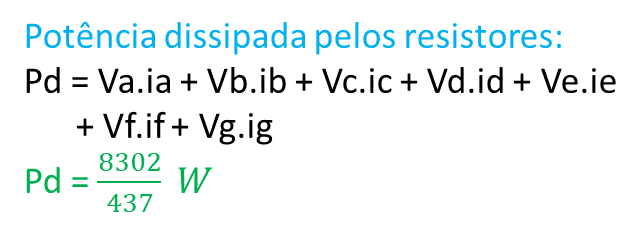 Potência dissipada pelos resistores:
Pd = Va.ia + Vb.ib + Vc.ic + Vd.id + Ve.ie
+ Vf.if + Vg.ig
Pd = 8302/437 W